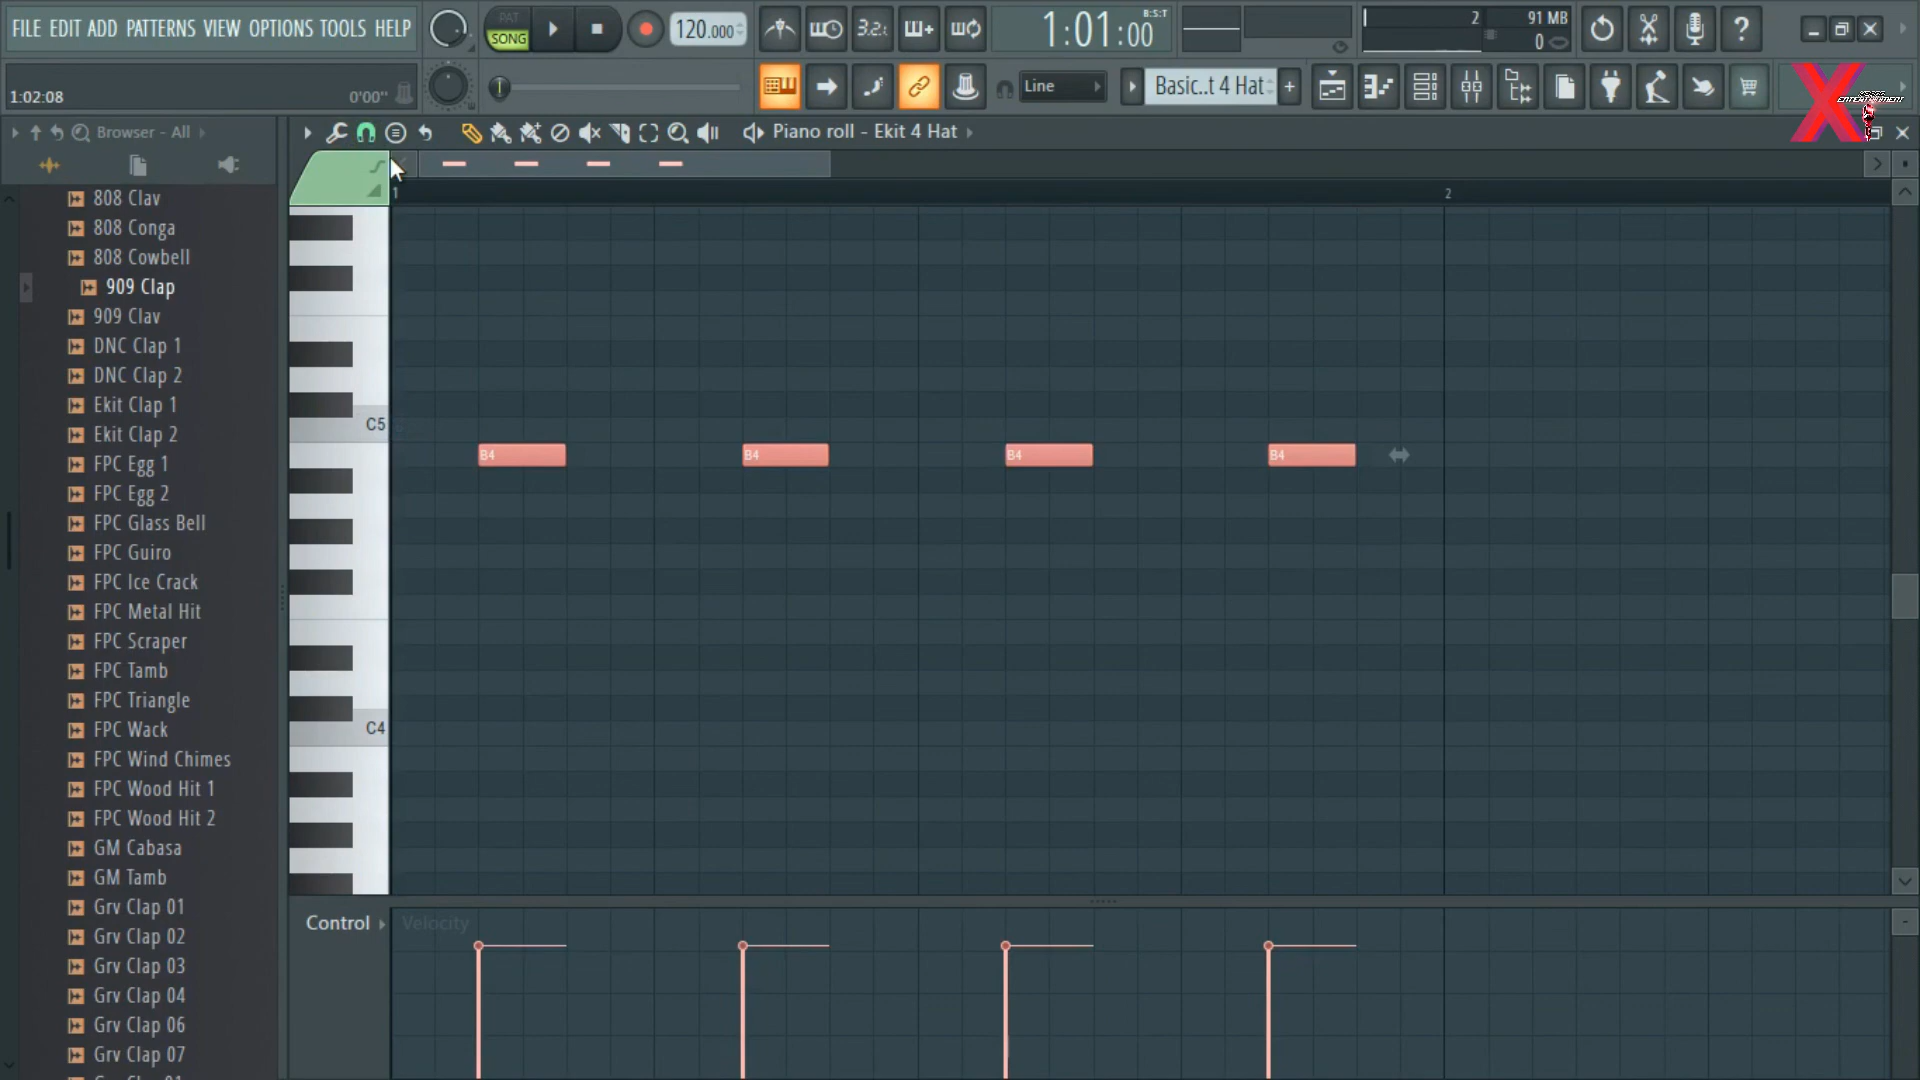 FILE EDIT ADD PATTERNS VIEW OPTIONS TOOLS HELP
PAT
SONG
120.000
3.2.
1:01:00
B:S:T
2
91 MB
0
1:02:08
0'00"
Line
Basic..t 4 Hat
ENTERTAINMENT
Browser - All
Piano roll - Ekit 4 Hat
1
2
808 Clav
808 Conga
808 Cowbell
909 Clap
909 Clav
DNC Clap 1
DNC Clap 2
Ekit Clap 1
Ekit Clap 2
FPC Egg 1
FPC Egg 2
FPC Glass Bell
FPC Guiro
FPC Ice Crack
FPC Metal Hit
FPC Scraper
FPC Tamb
FPC Triangle
FPC Wack
FPC Wind Chimes
FPC Wood Hit 1
FPC Wood Hit 2
GM Cabasa
GM Tamb
Grv Clap 01
Grv Clap 02
Grv Clap 03
Grv Clap 04
Grv Clap 06
Grv Clap 07
C5
B4 B4 B4 B4
C4
Control
Velocity